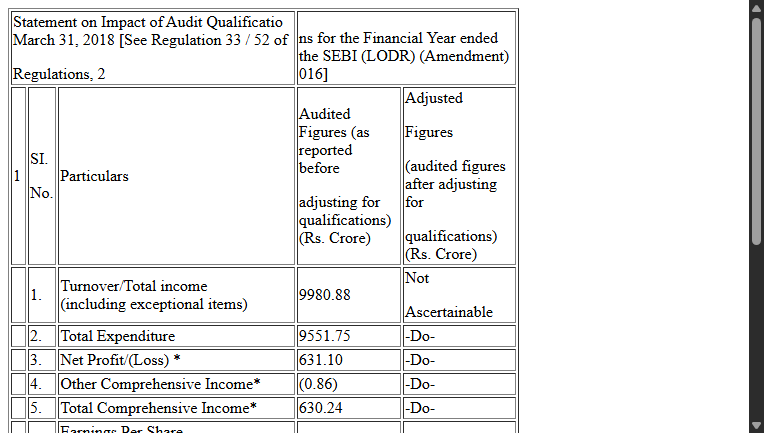 Statement on Impact of Audit Qualificatio
March 31, 2018 [See Regulation 33 / 52 of
Regulations, 2
ns for the Financial Year ended
the SEBI (LODR) (Amendment)
016]
1
SI.
No.
Particulars
Audited
Figures (as
reported
before
adjusting for
qualifications)
(Rs. Crore)
Adjusted
Figures
(audited figures
after adjusting
for
qualifications)
(Rs. Crore)
1.
Turnover/Total income
(including exceptional items)
9980.88
Not
Ascertainable
2.
Total Expenditure
9551.75
-Do-
3.
Net Profit/(Loss) *
631.10
-Do-
4.
Other Comprehensive Income*
(0.86)
-Do-
5.
Total Comprehensive Income*
630.24
-Do-
Earnings Per Share